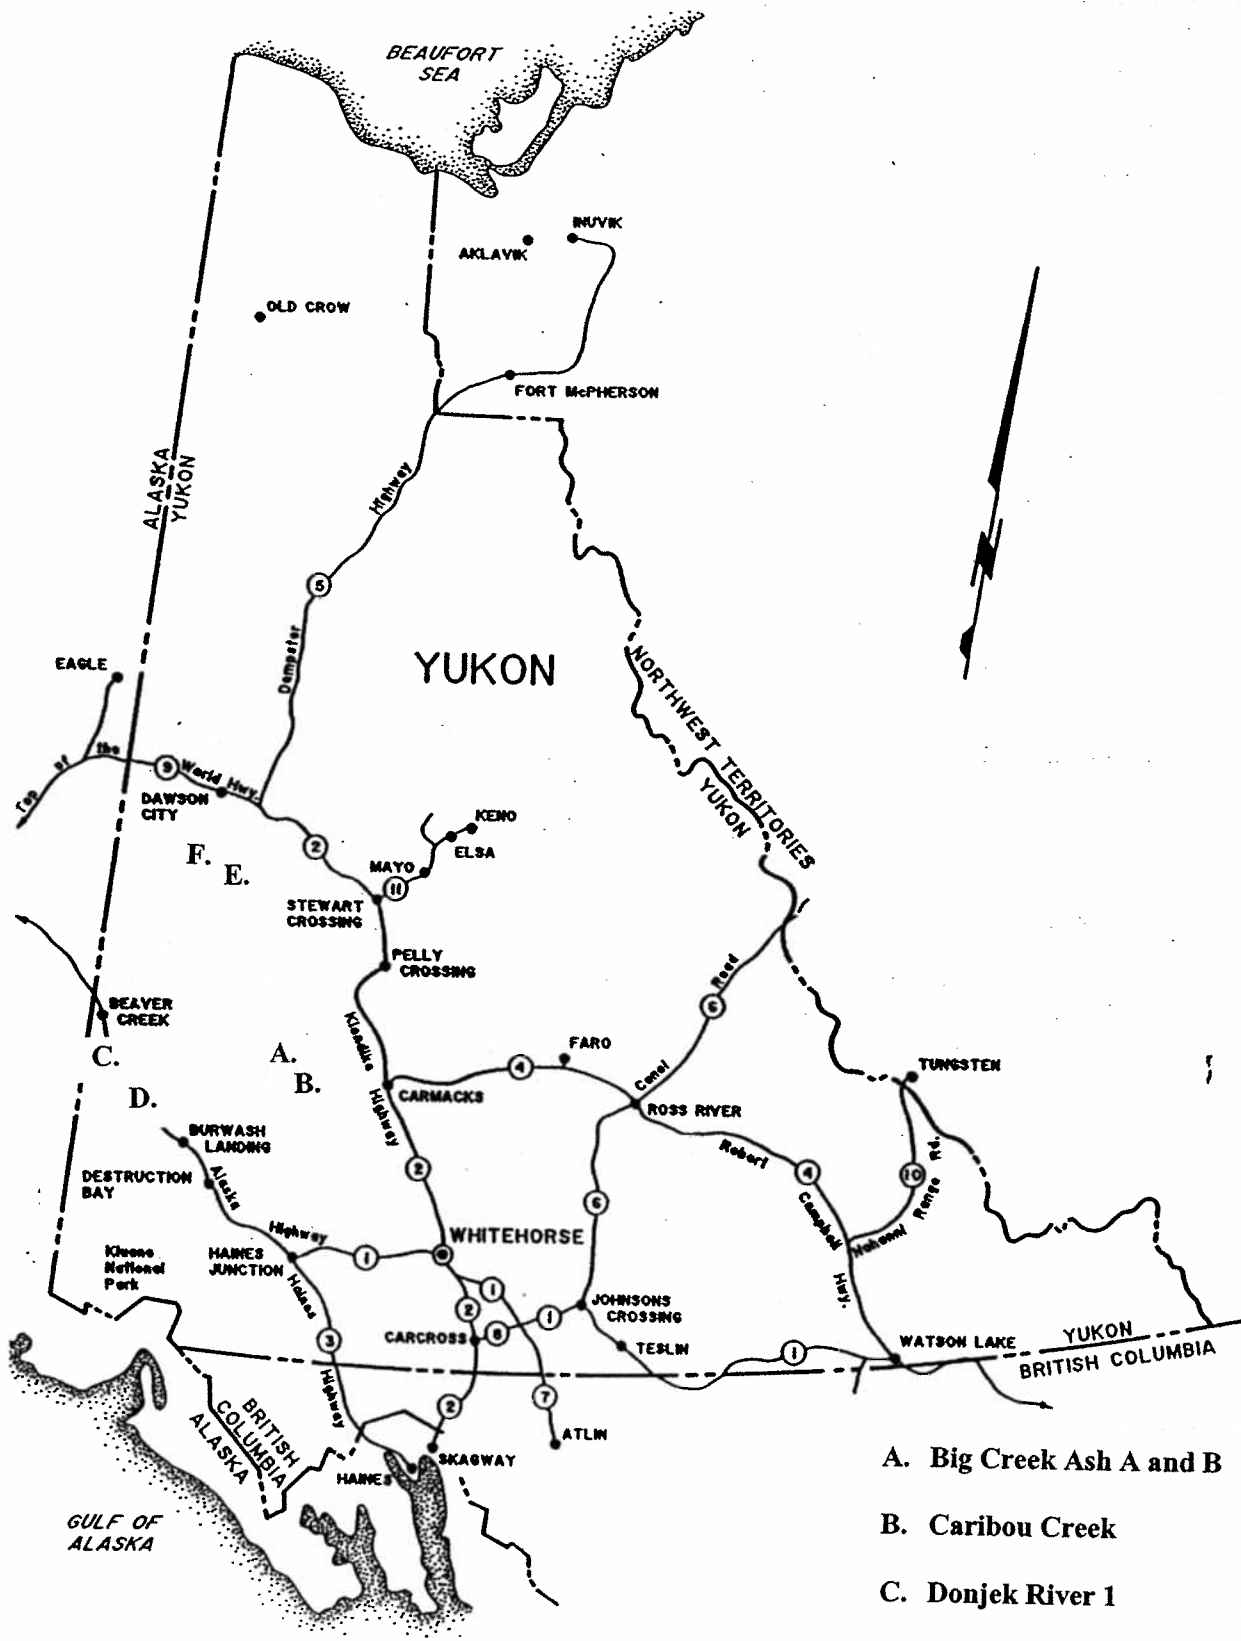 BEAUFORT
SEA
INUVIK
AKLAVIK
OLD CROW
FORT McPHERSON
Highway
ALASKA
YUKON
5
Dempster
YUKON
EAGLE
NORTHWEST TERRITORIES
YUKON
Top of the World Hwy.
9
DAWSON
CITY
KENO
ELSA
2
F.
E.
MAYO
11
STEWART
CROSSING
PELLY
CROSSING
Road
6
BEAVER
CREEK
Klondike
Highway
C.
A.
FARO
4
Canol
TUNGSTEN
B.
CARMACKS
ROSS RIVER
D.
BURWASH
LANDING
Robert
Campbell
Hwy.
4
10
Nahanni Range Rd.
2
DESTRUCTION
BAY
Alaska
Highway
6
WHITEHORSE
1
Kluane
National
Park
HAINES
JUNCTION
Haines
Highway
1
2
1
JOHNSONS
CROSSING
3
CARCROSS
8
TESLIN
1
WATSON LAKE
YUKON
BRITISH COLUMBIA
2
7
BRITISH
COLUMBIA
ALASKA
ATLIN
SKAGWAY
HAINES
GULF OF
ALASKA
A. Big Creek Ash A and B
B. Caribou Creek
C. Donjek River 1